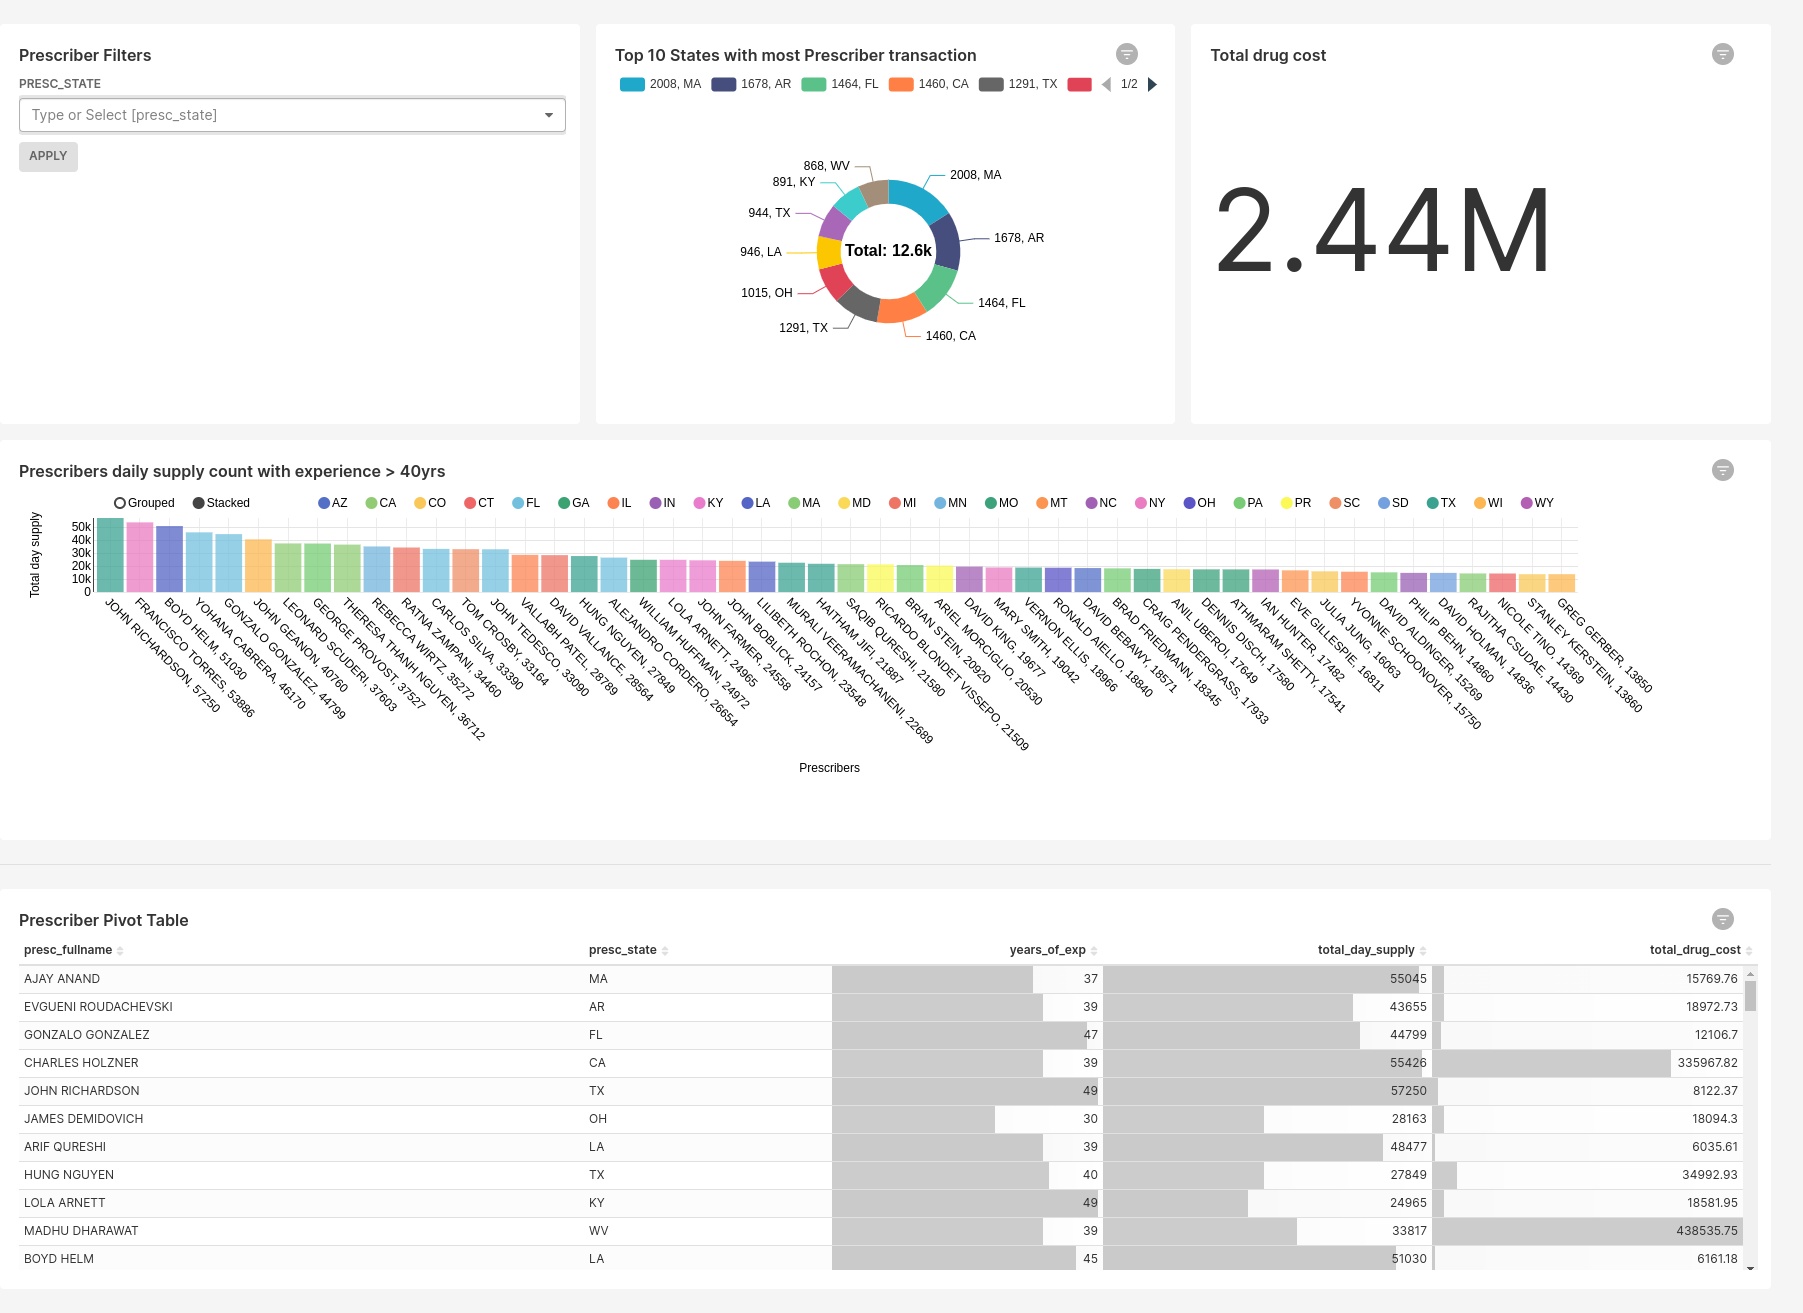 Prescriber Filters
PRESC_STATE
Type or Select [presc_state]
APPLY
Top 10 States with most Prescriber transaction
2008, MA 1678, AR 1464, FL 1460, CA 1291, TX 1/2
868, WV
2008, MA
891, KY
944, TX
1678, AR
946, LA
Total: 12.6k
1015, OH
1464, FL
1291, TX
1460, CA
Total drug cost
2.44M
Prescribers daily supply count with experience > 40yrs
Grouped Stacked AZ CA CO CT FL GA IL IN KY LA MA MD MI MN MO MT NC NY OH PA PR SC SD TX WI WY
Total day supply
50k
40k
30k
20k
10k
0
JOHN RICHARDSON, 57250
FRANCISCO TORRES, 53886
BOYD HELM, 51030
YOHANA CABRERA, 46170
GONZALO GONZALEZ, 44799
JOHN GEANON, 40760
LEONARD SCUDERI, 37603
GEORGE PROVOST, 37527
THERESA THANH NGUYEN, 36712
REBECCA WIRTZ, 35272
RATNA ZAMPANI, 34460
CARLOS SILVA, 33390
TOM CROSBY, 33164
JOHN TEDESCO, 33090
VALLABH PATEL, 28789
DAVID VALLANCE, 28564
HUNG NGUYEN, 27849
ALEJANDRO CORDERO, 26654
WILLIAM HUFFMAN, 24972
LOLA ARNETT, 24965
JOHN FARMER, 24558
JOHN BOBLICK, 24157
LILIBETH ROCHON, 23548
MURALI VEERAMACHANENI, 22689
HAITHAM JIFI, 21887
SAQIB QURESHI, 21580
RICARDO BLONDET VISSEPO, 21509
BRIAN STEIN, 20920
ARIEL MORCIGLIO, 20530
DAVID KING, 19677
MARY SMITH, 19042
VERNON ELLIS, 18966
RONALD AIELLO, 18840
DAVID BEBAWY, 18571
BRAD FRIEDMANN, 18345
CRAIG PENDERGRASS, 17933
ANIL UBEROI, 17649
DENNIS DISCH, 17580
ATHMARAM SHETTY, 17541
IAN HUNTER, 17482
EVE GILLESPIE, 16811
JULIA JUNG, 16063
YVONNE SCHOONOVER, 15750
DAVID ALDINGER, 15269
PHILIP BEHN, 14860
DAVID HOLMAN, 14836
RAJITHA CSUDAE, 14430
NICOLE TINO, 14369
STANLEY KERSTEIN, 13860
GREG GERBER, 13850
Prescribers
Prescriber Pivot Table
presc_fullname presc_state years_of_exp total_day_supply total_drug_cost
AJAY ANAND MA 37 55045 15769.76
EVGUENI ROUDACHEVSKI AR 39 43655 18972.73
GONZALO GONZALEZ FL 47 44799 12106.7
CHARLES HOLZNER CA 39 55426 335967.82
JOHN RICHARDSON TX 49 57250 8122.37
JAMES DEMIDOVICH OH 30 28163 18094.3
ARIF QURESHI LA 39 48477 6035.61
HUNG NGUYEN TX 40 27849 34992.93
LOLA ARNETT KY 49 24965 18581.95
MADHU DHARAWAT WV 39 33817 438535.75
BOYD HELM LA 45 51030 6161.18